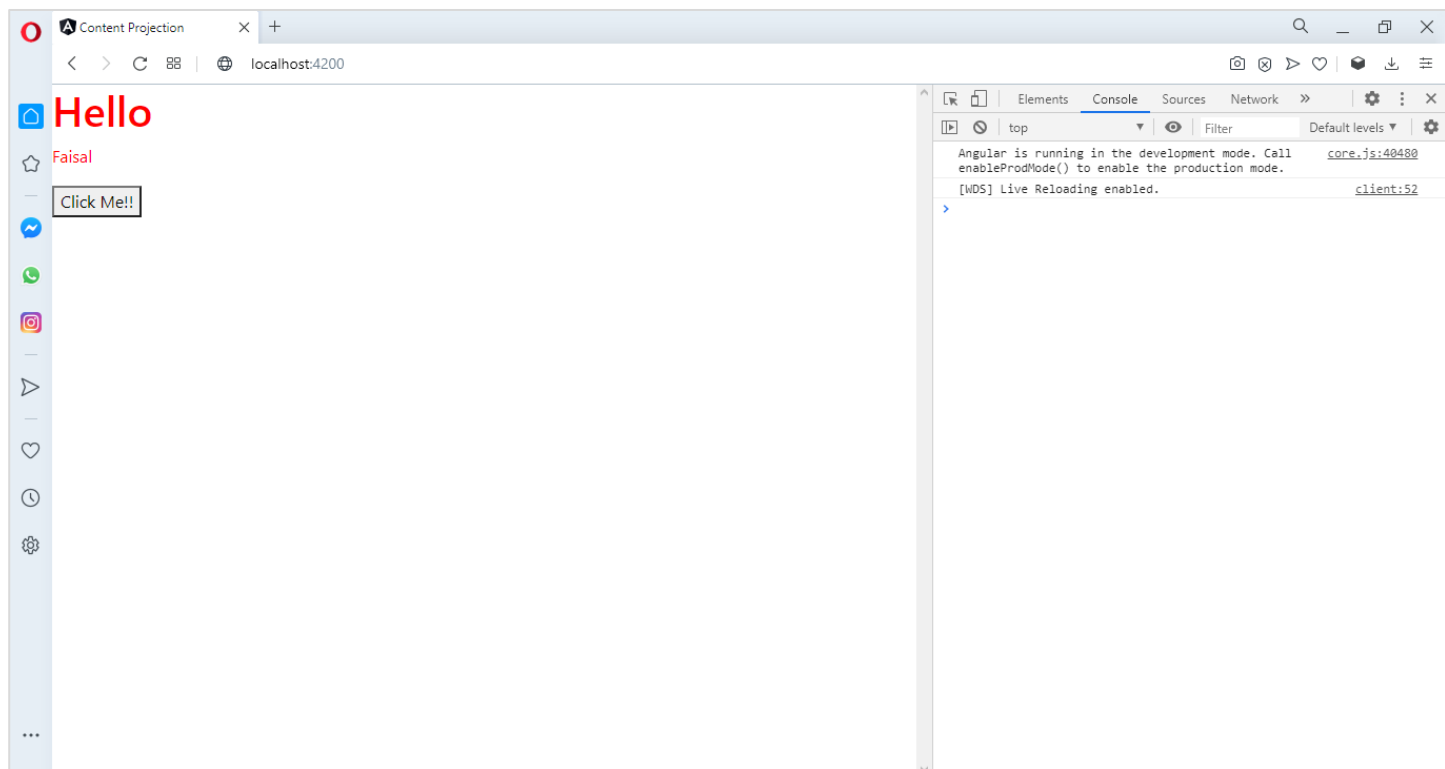 Content Projection
localhost:4200
Hello
Faisal
Click Me!!
Elements Console Sources Network
top Filter Default levels
Angular is running in the development mode. Call core.js:40480
enableProdMode() to enable the production mode.
[WDS] Live Reloading enabled. client:52